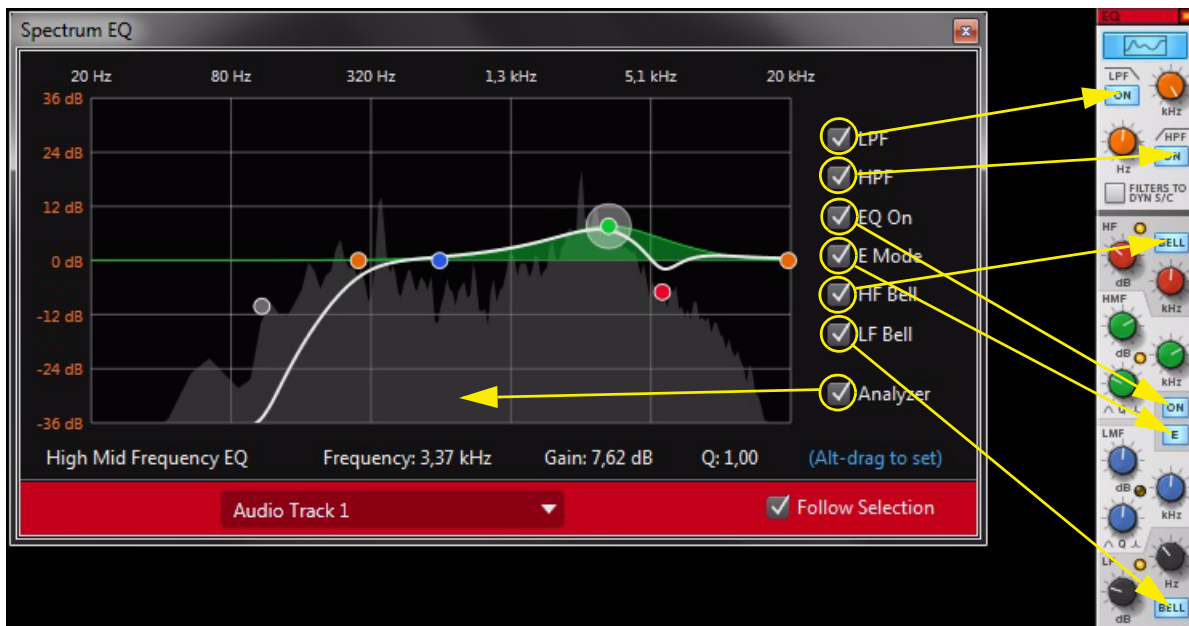 Spectrum EQ
20 Hz 80 Hz 320 Hz 1,3 kHz 5,1 kHz 20 kHz
36 dB
24 dB
12 dB
0 dB
-12 dB
-24 dB
-36 dB
LPF
HPF
EQ On
E Mode
HF Bell
LF Bell
Analyzer
High Mid Frequency EQ Frequency: 3,37 kHz Gain: 7,62 dB Q: 1,00 (Alt-drag to set)
Audio Track 1 Follow Selection
EQ
LPF
ON
kHz
HPF
ON
Hz
FILTERS TO
DYN S/C
HF
BELL
dB
HMF
kHz
dB
kHz
Q
ON
LMF
E
dB
kHz
Q
LF
Hz
BELL
dB